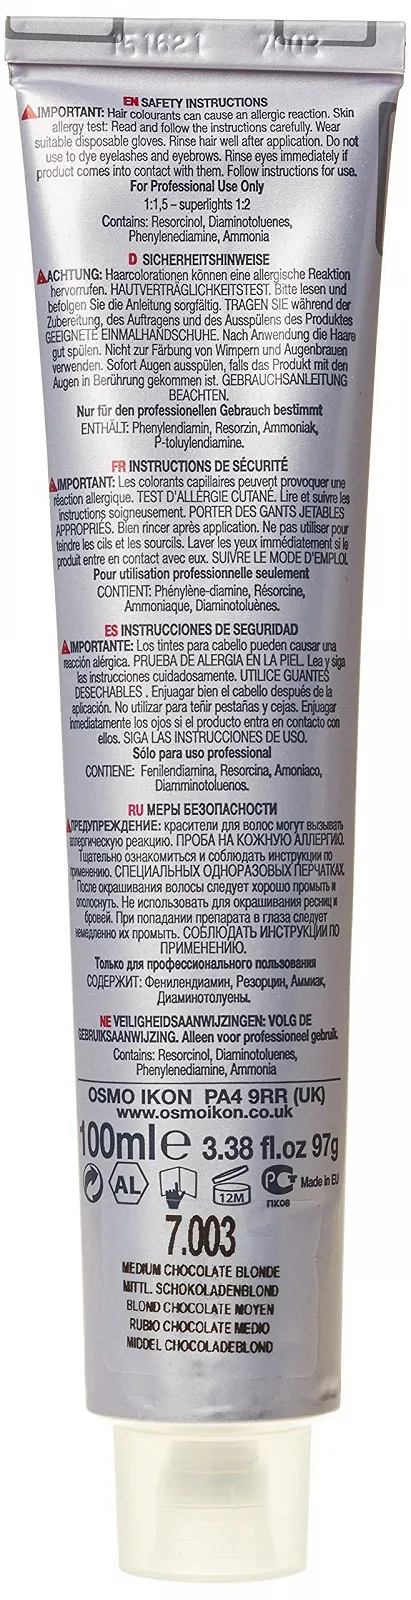 151621 7003
EN SAFETY INSTRUCTIONS
IMPORTANT: Hair colourants can cause an allergic reaction. Skin
allergy test: Read and follow the instructions carefully. Wear
suitable disposable gloves. Rinse hair well after application. Do not
use to dye eyelashes and eyebrows. Rinse eyes immediately if
product comes into contact with them. Follow instructions for use.
For Professional Use Only
1:1,5 – superlights 1:2
Contains: Resorcinol, Diaminotoluenes,
Phenylenediamine, Ammonia
D SICHERHEITSHINWEISE
ACHTUNG: Haarcolorationen können eine allergische Reaktion
hervorrufen. HAUTVERTRÄGLICHKEITSTEST. Bitte lesen und
befolgen Sie die Anleitung sorgfältig. TRAGEN SIE während der
Zubereitung, des Auftragens und des Ausspülens des Produktes
GEEIGNETE EINMALHANDSCHUHE. Nach Anwendung die Haare
gut spülen. Nicht zur Färbung von Wimpern und Augenbrauen
verwenden. Sofort Augen ausspülen, falls das Produkt mit den
Augen in Berührung gekommen ist. GEBRAUCHSANLEITUNG
BEACHTEN.
Nur für den professionellen Gebrauch bestimmt
ENTHÄLT: Phenylendiamin, Resorzin, Ammoniak,
P-toluylendiamine.
FR INSTRUCTIONS DE SÉCURITÉ
IMPORTANT: Les colorants capillaires peuvent provoquer une
réaction allergique. TEST D'ALLERGIE CUTANÉ. Lire et suivre les
instructions soigneusement. PORTER DES GANTS JETABLES
APPROPRIÉS. Bien rincer après application. Ne pas utiliser pour
teindre les cils et les sourcils. Laver les yeux immédiatement si le
produit entre en contact avec eux. SUIVRE LE MODE D'EMPLOI.
Pour utilisation professionelle seulement
CONTIENT: Phénylène-diamine, Résorcine,
Ammoniaque, Diaminotoluènes.
ES INSTRUCCIONES DE SEGURIDAD
IMPORTANTE: Los tintes para cabello pueden causar una
reacción alérgica. PRUEBA DE ALERGIA EN LA PIEL. Lea y siga
las instrucciones cuidadosamente. UTILICE GUANTES
DESECHABLES . Enjuagar bien el cabello después de la
aplicación. No utilizar para teñir pestañas y cejas. Enjuagar
inmediatamente los ojos si el producto entra en contacto con
ellos. SIGA LAS INSTRUCCIONES DE USO.
Sólo para uso professional
CONTIENE: Fenilendiamina, Resorcina, Amoniaco,
Diamminotoluenos.
RU МЕРЫ БЕЗОПАСНОСТИ
ПРЕДУПРЕЖДЕНИЕ: красители для волос могут вызывать
аллергическую реакцию. ПРОБА НА КОЖНУЮ АЛЛЕРГИЮ.
Тщательно ознакомиться и соблюдать инструкции по
применению. СПЕЦИАЛЬНЫХ ОДНОРАЗОВЫХ ПЕРЧАТКАХ.
После окрашивания волосы следует хорошо промыть и
ополоснуть. Не использовать для окрашивания ресниц и
бровей. При попадании препарата в глаза следует
немедленно их промыть. СОБЛЮДАТЬ ИНСТРУКЦИИ ПО
ПРИМЕНЕНИЮ.
Только для профессионального пользования
СОДЕРЖИТ: Фенилендиамин, Резорцин, Аммиак,
Диаминотолуены.
NE VEILIGHEIDSAANWIJZINGEN: VOLG DE
GEBRUIKSAANWIJZING. Alleen voor professioneel gebruik.
Contains: Resorcinol, Diaminotoluenes,
Phenylenediamine, Ammonia
OSMO IKON PA4 9RR (UK)
www.osmoikon.co.uk
100ml e 3.38 fl.oz 97g
AL 12M РСТ ПК08 Made in EU
7.003
MEDIUM CHOCOLATE BLONDE
MITTL. SCHOKOLADENBLOND
BLOND CHOCOLATE MOYEN
RUBIO CHOCOLATE MEDIO
MIDDEL CHOCOLADEBLOND